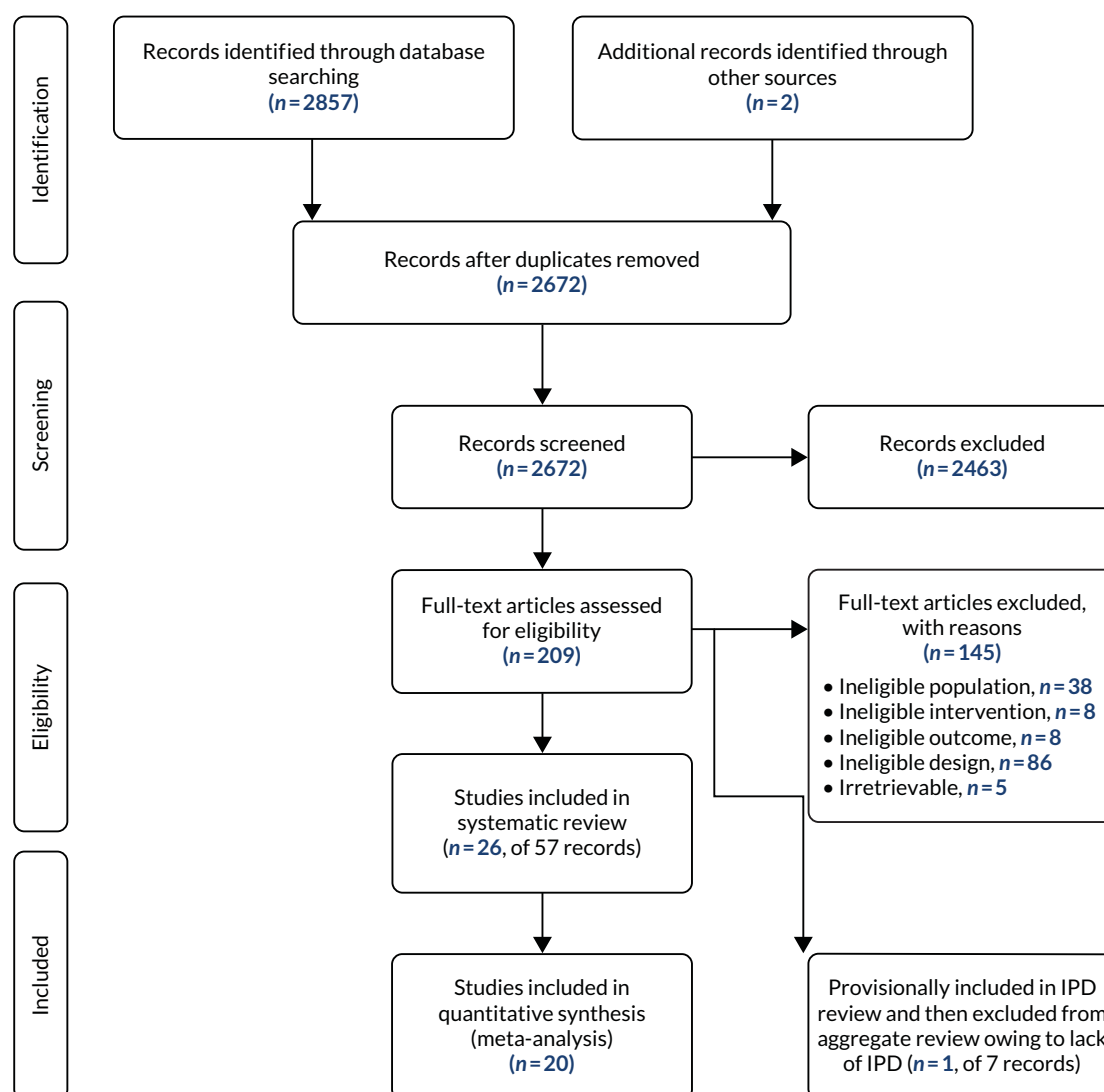 Identification
Records identified through database
searching
(n=2857)
Additional records identified through
other sources
(n=2)
Records after duplicates removed
(n=2672)
Screening
Records screened
(n=2672)
Records excluded
(n=2463)
Eligibility
Full-text articles assessed
for eligibility
(n=209)
Full-text articles excluded,
with reasons
(n=145)
• Ineligible population, n=38
• Ineligible intervention, n=8
• Ineligible outcome, n=8
• Ineligible design, n=86
• Irretrievable, n=5
Studies included in
systematic review
(n=26, of 57 records)
Included
Studies included in
quantitative synthesis
(meta-analysis)
(n=20)
Provisionally included in IPD
review and then excluded from
aggregate review owing to lack
of IPD (n=1, of 7 records)